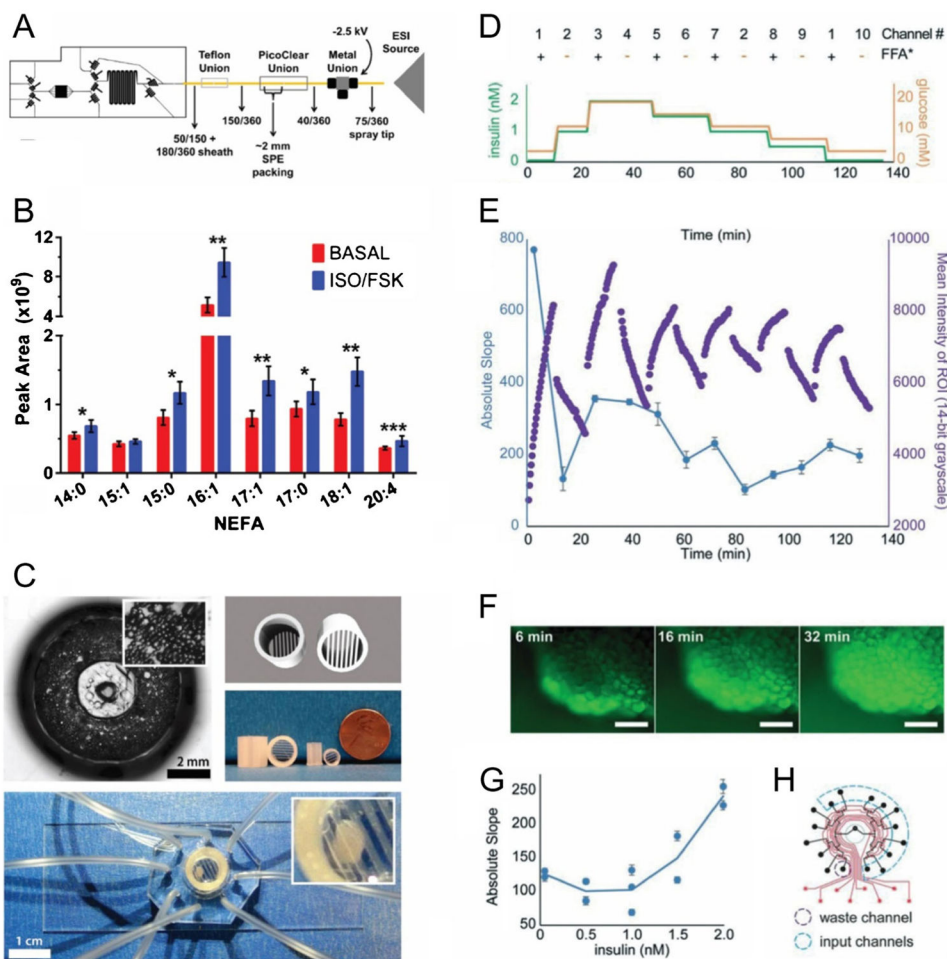 A
-2.5 kV
ESI
Source
Teflon
Union
PicoClear
Union
Metal
Union
150/360
40/360
75/360
spray tip
50/150 +
180/360 sheath
~2 mm
SPE
packing
B
Peak Area (x10⁹)
12
8
4
2
1
0
BASAL
ISO/FSK
* * ** ** * ** ***
14:0 15:1 15:0 16:1 17:1 17:0 18:1 20:4
NEFA
C
2 mm
1 cm
D
1 2 3 4 5 6 7 2 8 9 1 10 Channel #
+ - + - + - + - + - + - FFA*
insulin (nM)
2
1
0
20
10
0
glucose (mM)
0 20 40 60 80 100 120 140
Time (min)
E
Absolute Slope
800
600
400
200
0
10000
8000
6000
4000
2000
Mean Intensity of ROI (14-bit grayscale)
0 20 40 60 80 100 120 140
Time (min)
F
6 min
16 min
32 min
G
Absolute Slope
250
200
150
100
50
0 0.5 1.0 1.5 2.0
insulin (nM)
H
waste channel
input channels